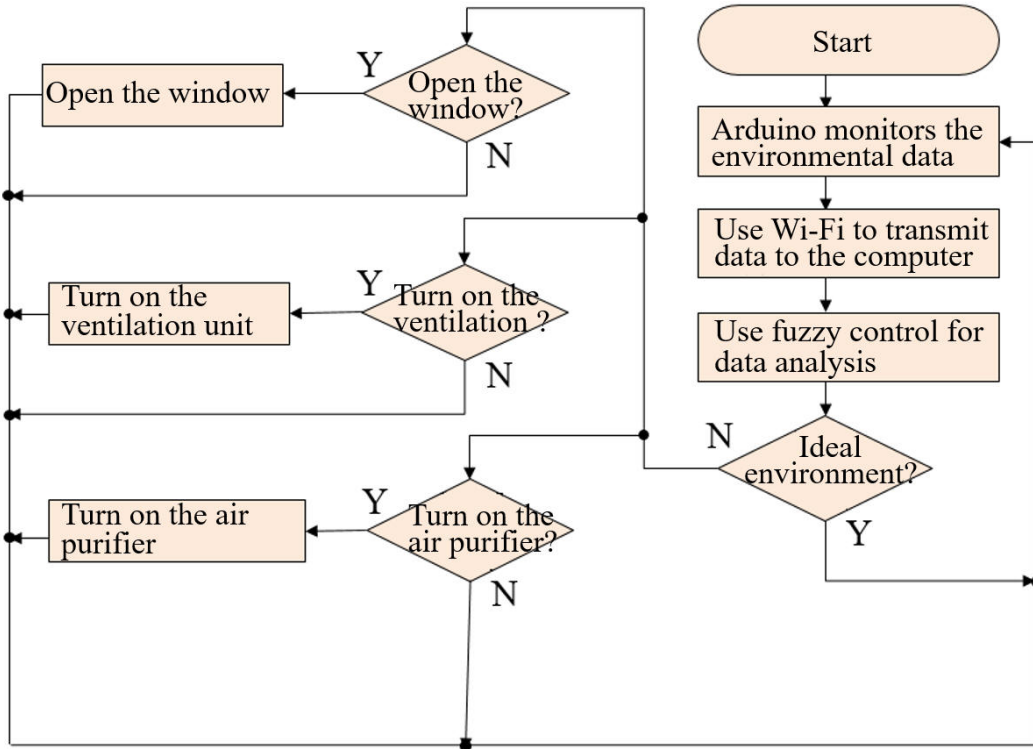 Start
Arduino monitors the
environmental data
Use Wi-Fi to transmit
data to the computer
Use fuzzy control for
data analysis
Ideal
environment?
N
Y
Open the
window?
Y
N
Open the window
Turn on the
ventilation ?
Y
N
Turn on the
ventilation unit
Turn on the
air purifier?
Y
N
Turn on the air
purifier